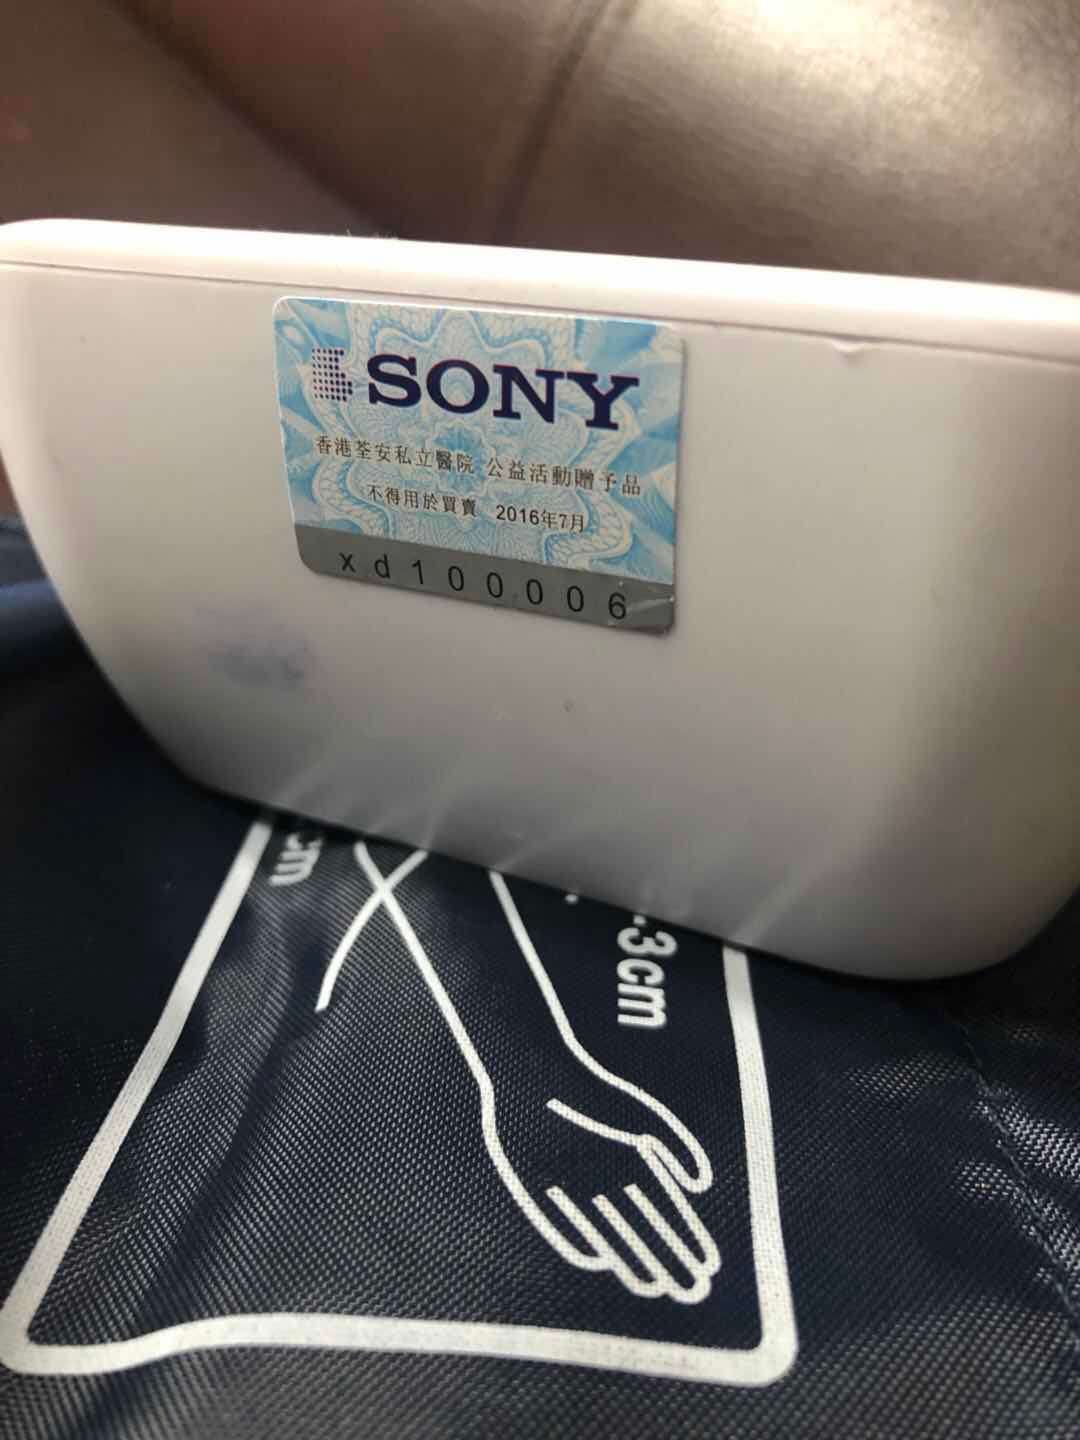 SONY
香港荃安私立醫院 公益活動贈予品
不得用於買賣 2016年7月
xd100006
cm
.3cm